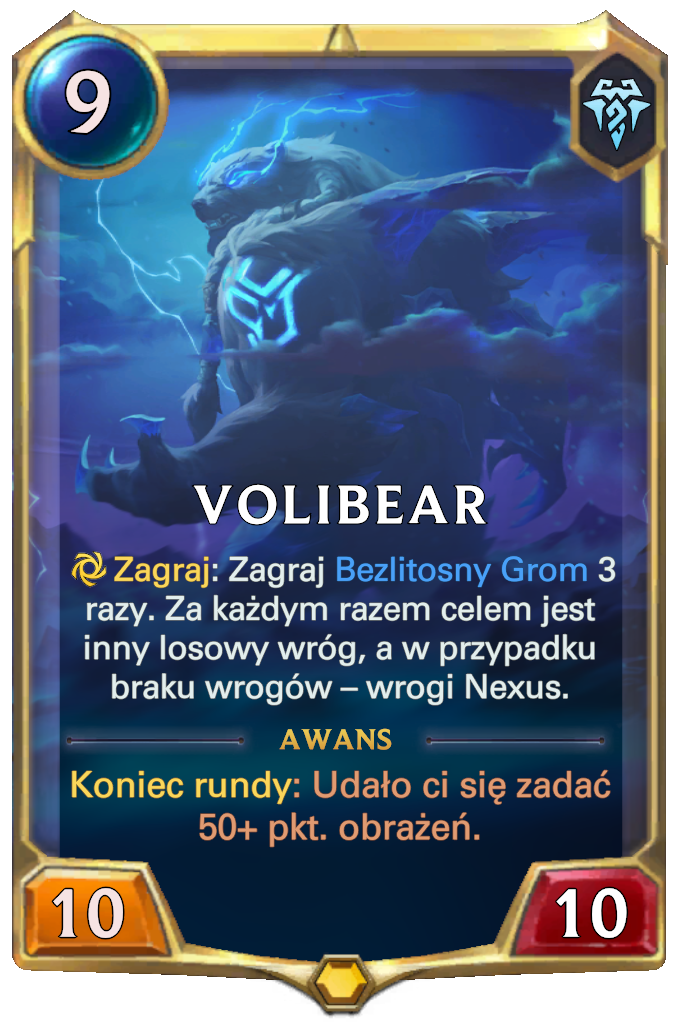 9
VOLIBEAR
Zagraj: Zagraj Bezlitosny Grom 3
razy. Za każdym razem celem jest
inny losowy wróg, a w przypadku
braku wrogów – wrogi Nexus.
AWANS
Koniec rundy: Udało ci się zadać
50+ pkt. obrażeń.
10
10